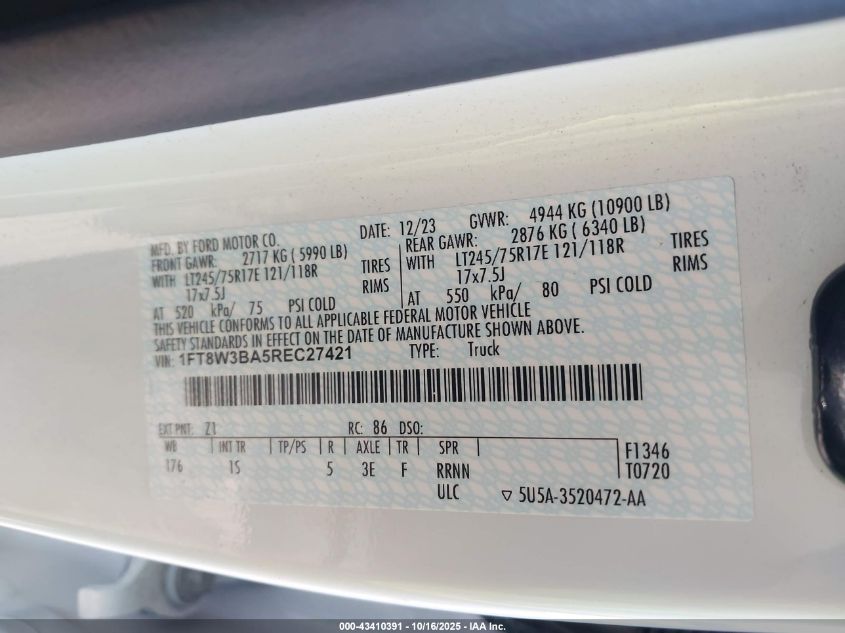 MFD. BY FORD MOTOR CO. DATE: 12/23 GVWR: 4944 KG (10900 LB)
FRONT GAWR: 2717 KG ( 5990 LB) REAR GAWR: 2876 KG ( 6340 LB)
WITH LT245/75R17E 121/118R TIRES WITH LT245/75R17E 121/118R TIRES
17x7.5J RIMS 17x7.5J RIMS
AT 520 kPa/ 75 PSI COLD AT 550 kPa/ 80 PSI COLD
THIS VEHICLE CONFORMS TO ALL APPLICABLE FEDERAL MOTOR VEHICLE
SAFETY STANDARDS IN EFFECT ON THE DATE OF MANUFACTURE SHOWN ABOVE.
VIN: 1FT8W3BA5REC27421 TYPE: Truck
EXT PNT: Z1 RC: 86 DSO:
WB INT TR TP/PS R AXLE TR SPR F1346
176 1S 5 3E F RRNN T0720
ULC ▽ 5U5A-3520472-AA
000-43410391 - 10/16/2025 - IAA Inc.